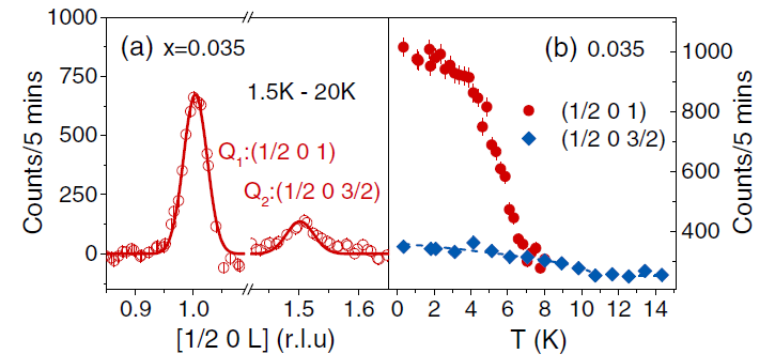 (a) x=0.035
1.5K - 20K
Q1:(1/2 0 1)
Q2:(1/2 0 3/2)
Counts/5 mins
1000
750
500
250
0
0.9 1.0 1.5 1.6
[1/2 0 L] (r.l.u)
(b) 0.035
(1/2 0 1)
(1/2 0 3/2)
1000
800
600
400
Counts/5 mins
0 2 4 6 8 10 12 14
T (K)